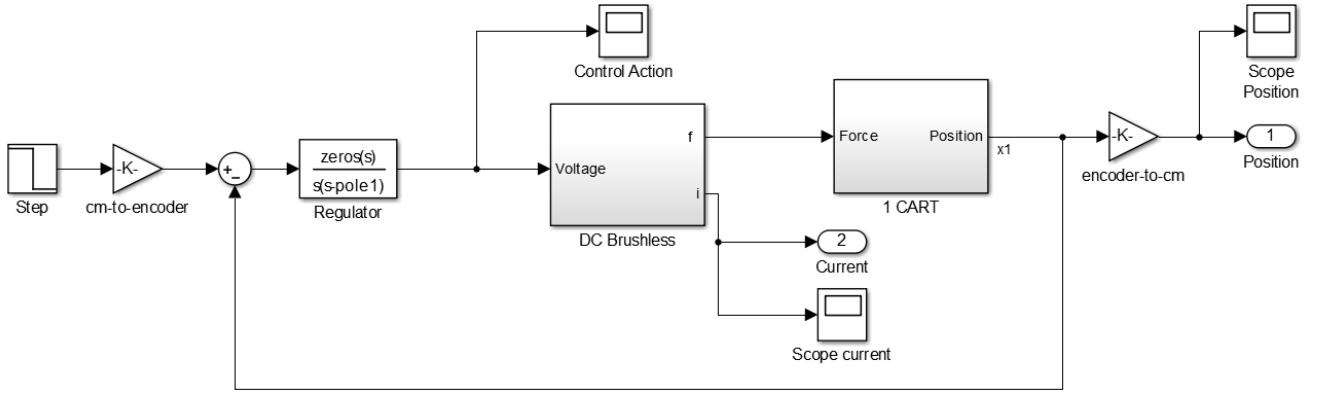 Control Action
Scope
Position
f
Force
Position
x1
-K-
1
Position
encoder-to-cm
1 CART
-K-
+
-
zeros(s)
s(s-pole1)
Voltage
Step
cm-to-encoder
Regulator
i
DC Brushless
2
Current
Scope current